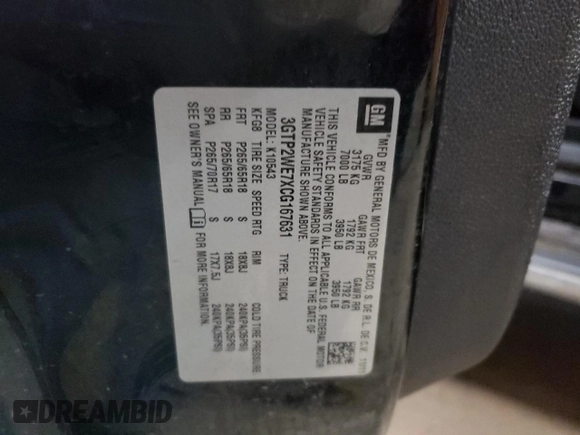 GM
*MFD BY GENERAL MOTORS DE MEXICO, S. DE R.L. DE C.V.
GVWR GAWR FRT GAWR RR
3175 KG 1792 KG 1792 KG
7000 LB 3950 LB 3950 LB
THIS VEHICLE CONFORMS TO ALL APPLICABLE U.S. FEDERAL MOTOR
VEHICLE SAFETY STANDARDS IN EFFECT ON THE DATE OF
MANUFACTURE SHOWN ABOVE.
3GTP2WE7XCG167631 TYPE: TRUCK
MODEL: K10543
KFG8 TIRE SIZE SPEED RTG RIM COLD TIRE PRESSURE
FRT P265/65R18 S 18X8J 240KPA(35PSI)
RR P265/65R18 S 18X8J 240KPA(35PSI)
SPA P265/70R17 S 17X7.5J 240KPA(35PSI)
SEE OWNER'S MANUAL FOR MORE INFORMATION.
DREAMBID